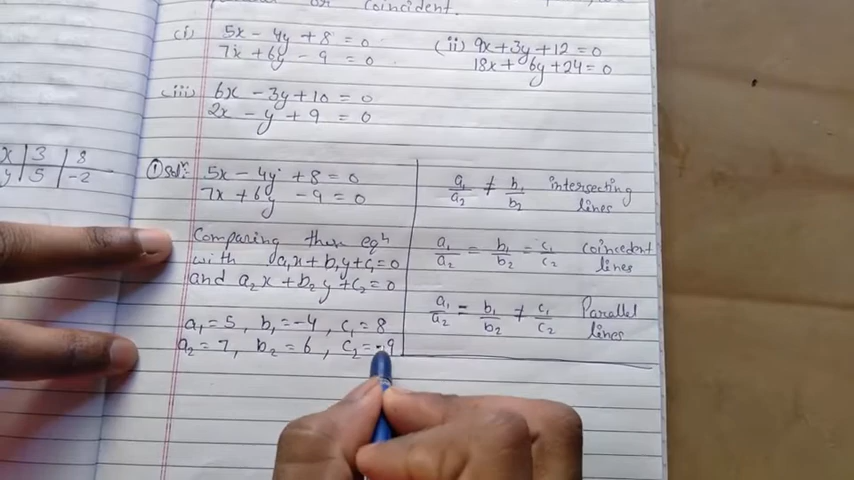 or coincident.
(i) 5x - 4y + 8 = 0
7x + 6y - 9 = 0
(ii) 9x + 3y + 12 = 0
18x + 6y + 24 = 0
(iii) 6x - 3y + 10 = 0
2x - y + 9 = 0
x | 3 | 8
y | 5 | -2
① Solⁿ: 5x - 4y + 8 = 0
7x + 6y - 9 = 0
Comparing then eqⁿ
with a₁x + b₁y + c₁ = 0
and a₂x + b₂y + c₂ = 0
a₁ = 5, b₁ = -4, c₁ = 8
a₂ = 7, b₂ = 6, c₂ = -9
a₁/a₂ ≠ b₁/b₂ intersecting
lines
a₁/a₂ = b₁/b₂ = c₁/c₂ coincedent
lines
a₁/a₂ = b₁/b₂ ≠ c₁/c₂ Parallel
lines